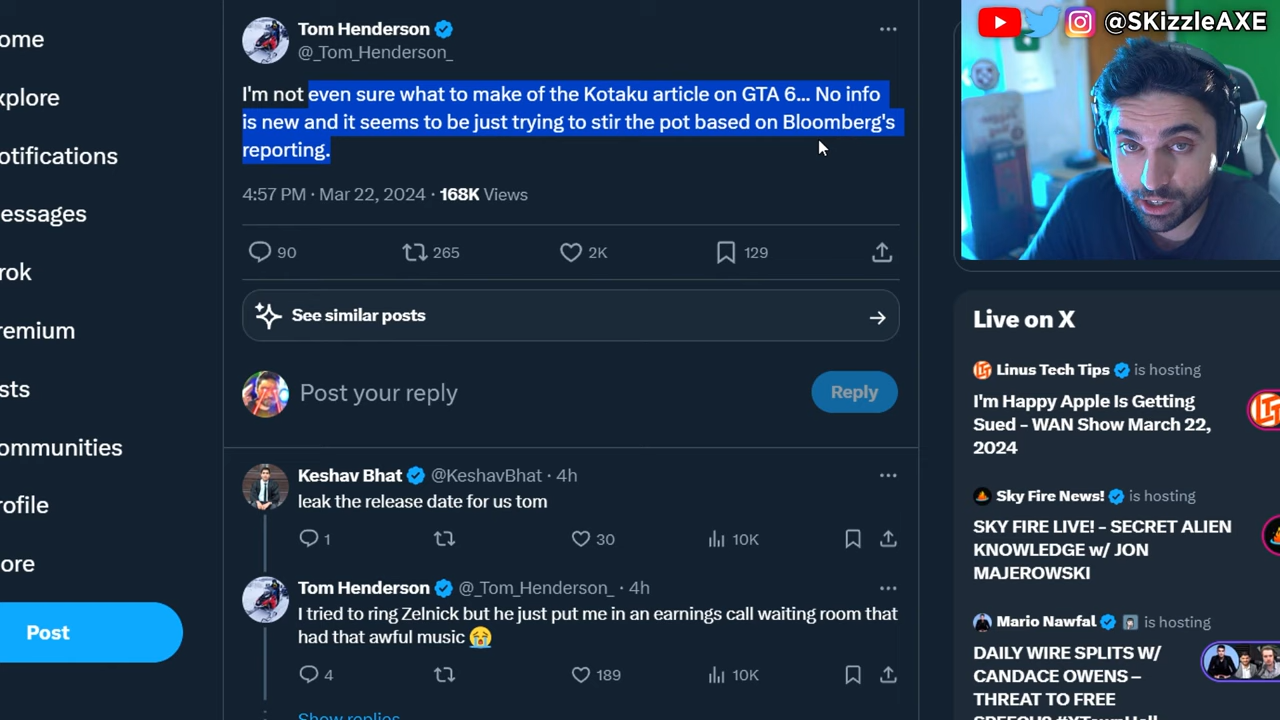 @SKizzleAXE
ome
xplore
otifications
essages
rok
remium
sts
ommunities
rofile
ore
Post
Tom Henderson
@_Tom_Henderson_
I'm not even sure what to make of the Kotaku article on GTA 6... No info
is new and it seems to be just trying to stir the pot based on Bloomberg's
reporting.
4:57 PM · Mar 22, 2024 · 168K Views
90 265 2K 129
See similar posts
Post your reply
Reply
Keshav Bhat @KeshavBhat · 4h
leak the release date for us tom
1 30 10K
Tom Henderson @_Tom_Henderson_ · 4h
I tried to ring Zelnick but he just put me in an earnings call waiting room that
had that awful music 😭
4 189 10K
Show replies
Live on X
Linus Tech Tips is hosting
I'm Happy Apple Is Getting
Sued - WAN Show March 22,
2024
Sky Fire News! is hosting
SKY FIRE LIVE! - SECRET ALIEN
KNOWLEDGE w/ JON
MAJEROWSKI
Mario Nawfal is hosting
DAILY WIRE SPLITS W/
CANDACE OWENS –
THREAT TO FREE